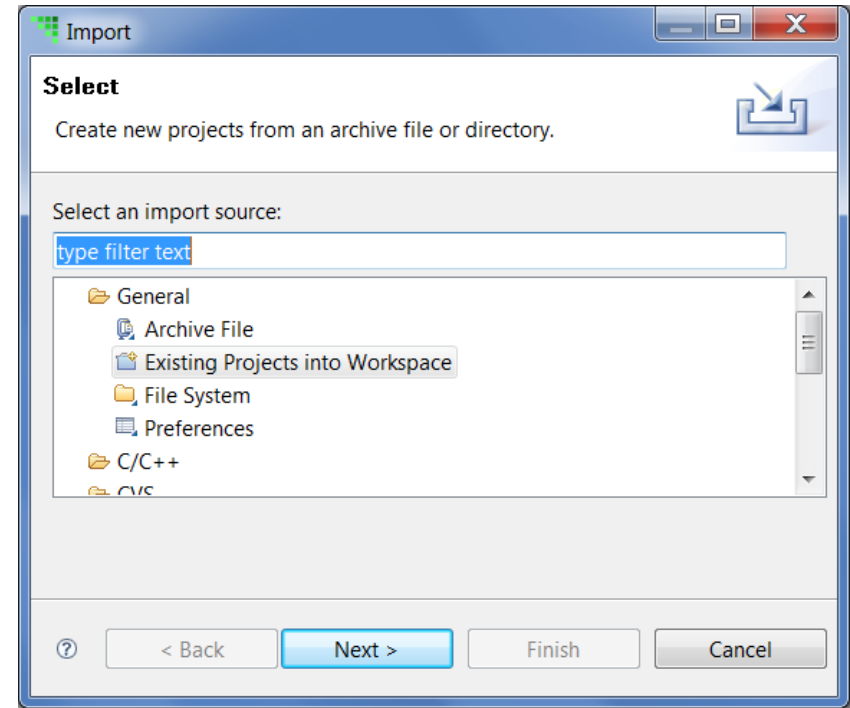 Import
Select
Create new projects from an archive file or directory.
Select an import source:
type filter text
General
Archive File
Existing Projects into Workspace
File System
Preferences
C/C++
CVS
? < Back Next > Finish Cancel